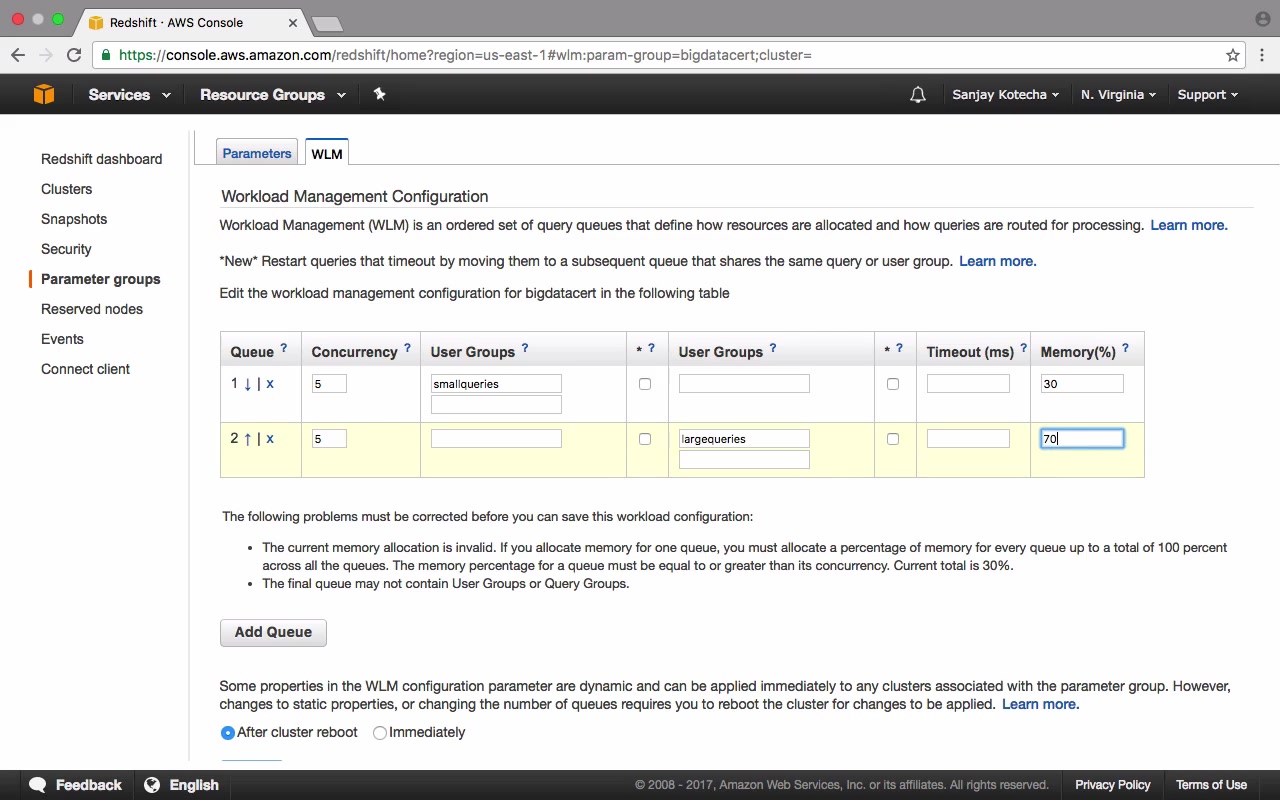 Redshift · AWS Console
https://console.aws.amazon.com/redshift/home?region=us-east-1#wlm:param-group=bigdatacert;cluster=
Services Resource Groups Sanjay Kotecha N. Virginia Support
Redshift dashboard
Clusters
Snapshots
Security
Parameter groups
Reserved nodes
Events
Connect client
Parameters WLM
Workload Management Configuration
Workload Management (WLM) is an ordered set of query queues that define how resources are allocated and how queries are routed for processing. Learn more.
*New* Restart queries that timeout by moving them to a subsequent queue that shares the same query or user group. Learn more.
Edit the workload management configuration for bigdatacert in the following table
Queue ? Concurrency ? User Groups ? * ? User Groups ? * ? Timeout (ms) ? Memory(%) ?
1 ↓ | x 5 smallqueries 30
2 ↑ | x 5 largequeries 70
The following problems must be corrected before you can save this workload configuration:
• The current memory allocation is invalid. If you allocate memory for one queue, you must allocate a percentage of memory for every queue up to a total of 100 percent
across all the queues. The memory percentage for a queue must be equal to or greater than its concurrency. Current total is 30%.
• The final queue may not contain User Groups or Query Groups.
Add Queue
Some properties in the WLM configuration parameter are dynamic and can be applied immediately to any clusters associated with the parameter group. However,
changes to static properties, or changing the number of queues requires you to reboot the cluster for changes to be applied. Learn more.
After cluster reboot Immediately
Feedback English © 2008 - 2017, Amazon Web Services, Inc. or its affiliates. All rights reserved. Privacy Policy Terms of Use